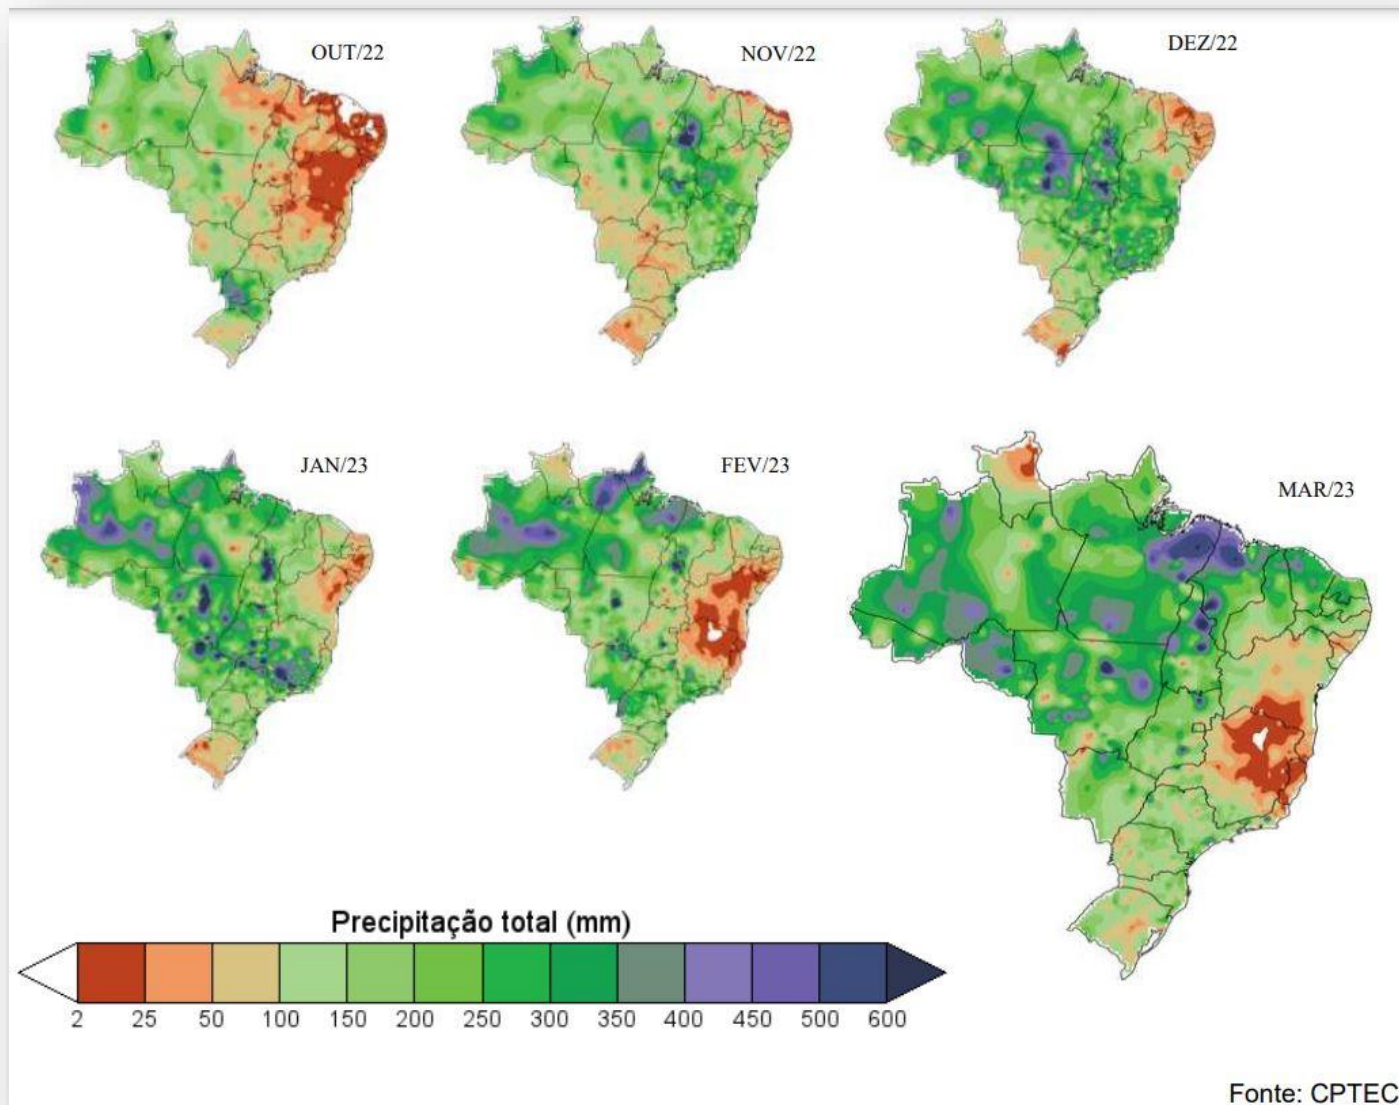 OUT/22
NOV/22
DEZ/22
JAN/23
FEV/23
MAR/23
Precipitação total (mm)
2 25 50 100 150 200 250 300 350 400 450 500 600
Fonte: CPTEC